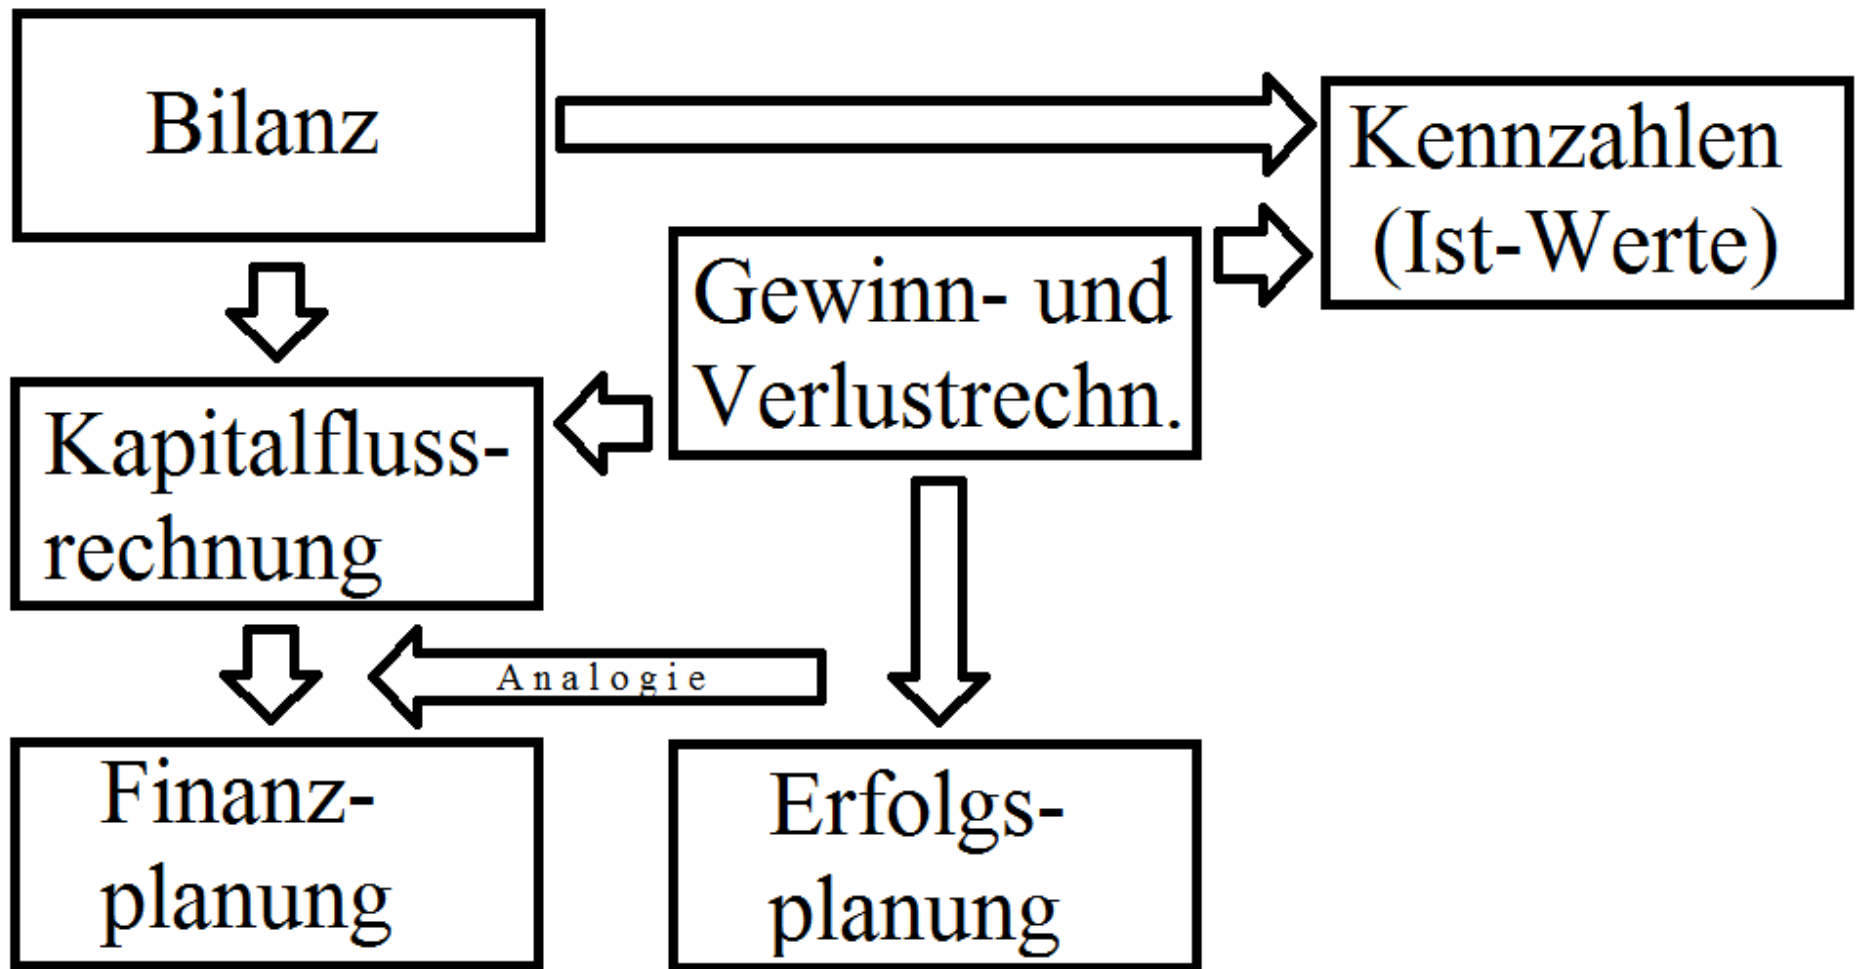 Bilanz
Kennzahlen
(Ist-Werte)
Gewinn- und
Verlustrechn.
Kapitalfluss-
rechnung
Analogie
Finanz-
planung
Erfolgs-
planung